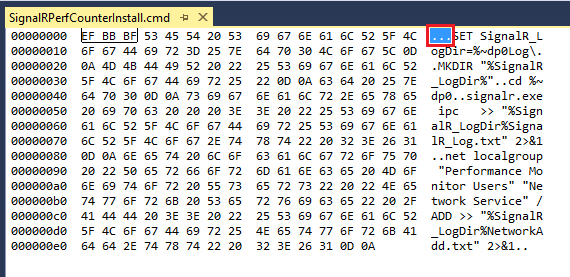 SignalRPerfCounterInstall.cmd
00000000 EF BB BF 53 45 54 20 53 69 67 6E 61 6C 52 5F 4C ...SET SignalR_L
00000010 6F 67 44 69 72 3D 25 7E 64 70 30 4C 6F 67 5C 0D ogDir=%~dp0Log\.
00000020 0A 4D 4B 44 49 52 20 22 25 53 69 67 6E 61 6C 52 .MKDIR "%SignalR
00000030 5F 4C 6F 67 44 69 72 25 22 0D 0A 63 64 20 25 7E _LogDir%"..cd %~
00000040 64 70 30 0D 0A 73 69 67 6E 61 6C 72 2E 65 78 65 dp0..signalr.exe
00000050 20 69 70 63 20 20 20 3E 3E 20 22 25 53 69 67 6E ipc   >> "%Sign
00000060 61 6C 52 5F 4C 6F 67 44 69 72 25 53 69 67 6E 61 alR_LogDir%Signa
00000070 6C 52 5F 4C 6F 67 2E 74 78 74 22 20 32 3E 26 31 lR_Log.txt" 2>&1
00000080 0D 0A 6E 65 74 20 6C 6F 63 61 6C 67 72 6F 75 70 ..net localgroup
00000090 20 22 50 65 72 66 6F 72 6D 61 6E 63 65 20 4D 6F "Performance Mo
000000a0 6E 69 74 6F 72 20 55 73 65 72 73 22 20 22 4E 65 nitor Users" "Ne
000000b0 74 77 6F 72 6B 20 53 65 72 76 69 63 65 22 20 2F twork Service" /
000000c0 41 44 44 20 3E 3E 20 22 25 53 69 67 6E 61 6C 52 ADD >> "%SignalR
000000d0 5F 4C 6F 67 44 69 72 25 4E 65 74 77 6F 72 6B 41 _LogDir%NetworkA
000000e0 64 64 2E 74 78 74 22 20 32 3E 26 31 0D 0A dd.txt" 2>&1..